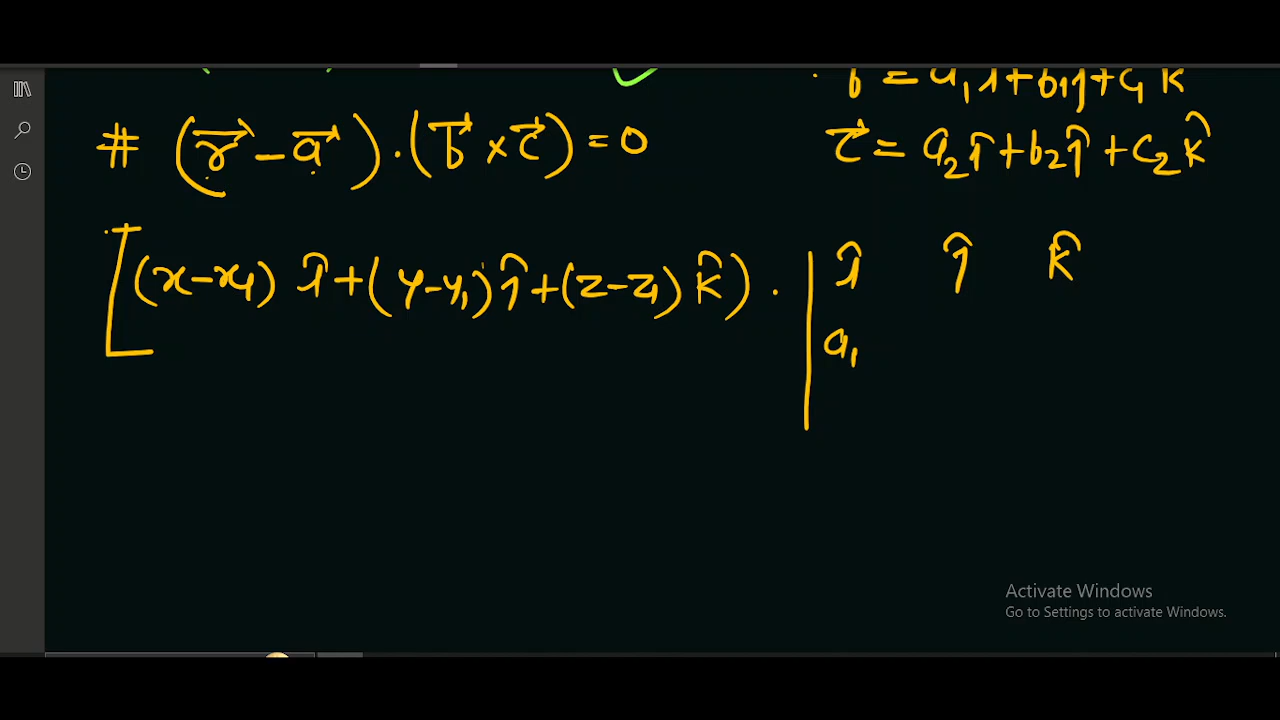 b = a₁î+b₁ĵ+c₁k
# (r⃗ – a⃗).(b⃗ × c⃗) = 0
c⃗ = a₂î+b₂ĵ+c₂k̂
[(x-x₁) î+(y-y₁)ĵ+(z-z₁) k̂) . | î ĵ k̂
a₁
Activate Windows
Go to Settings to activate Windows.